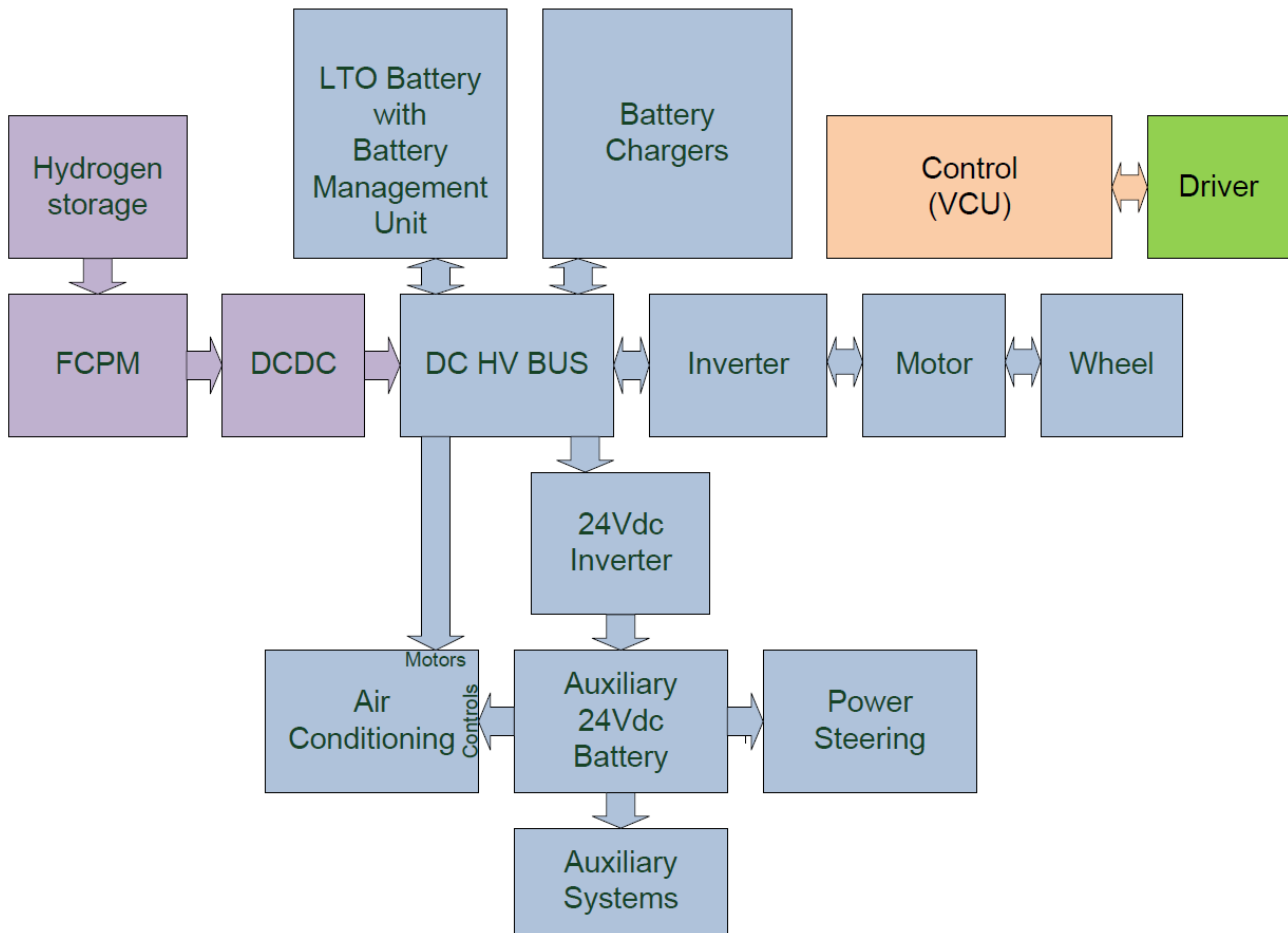 LTO Battery
with
Battery
Management
Unit
Battery
Chargers
Hydrogen
storage
Control
(VCU)
Driver
FCPM
DCDC
DC HV BUS
Inverter
Motor
Wheel
24Vdc
Inverter
Motors
Air
Conditioning
Controls
Auxiliary
24Vdc
Battery
Power
Steering
Auxiliary
Systems